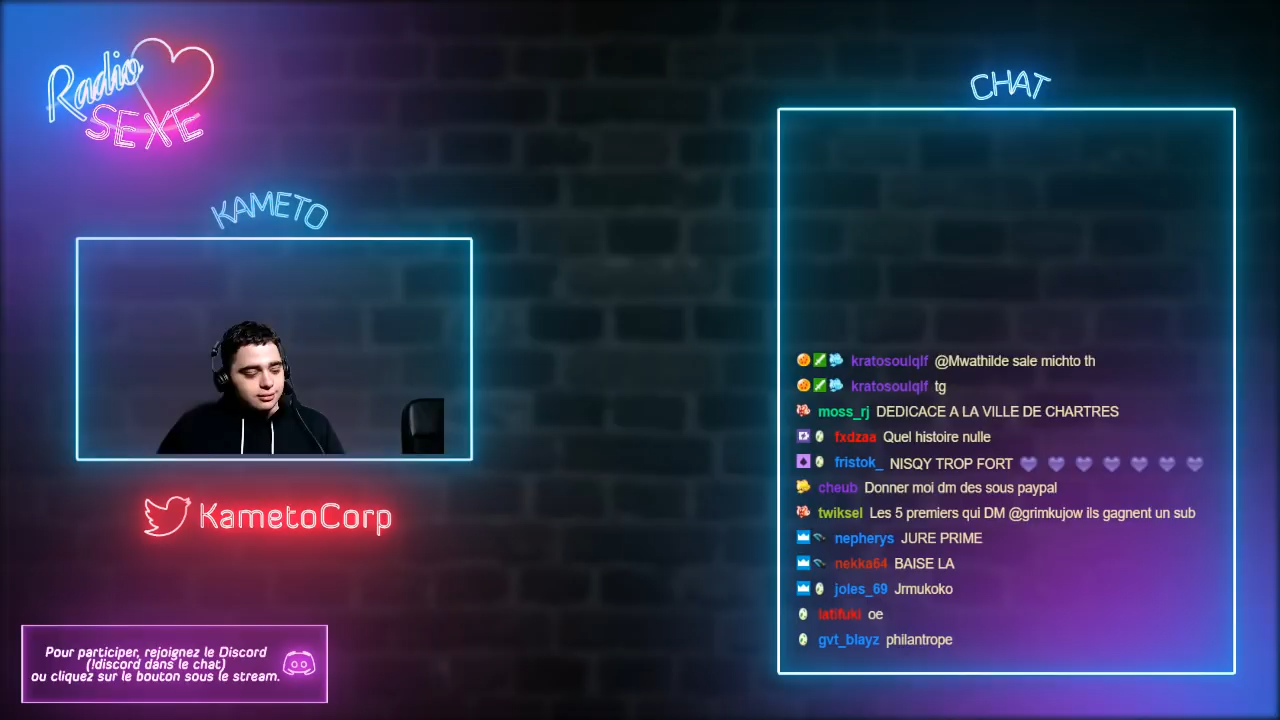 Radio
SEXE
KAMETO
KametoCorp
Pour participer, rejoignez le Discord
(!discord dans le chat)
ou cliquez sur le bouton sous le stream.
CHAT
kratosoulqlf @Mwathilde sale michto th
kratosoulqlf tg
moss_rj DEDICACE A LA VILLE DE CHARTRES
fxdzaa Quel histoire nulle
fristok_ NISQY TROP FORT
cheub Donner moi dm des sous paypal
twiksel Les 5 premiers qui DM @grimkujow ils gagnent un sub
nepherys JURE PRIME
nekka64 BAISE LA
joles_69 Jrmukoko
latifuki oe
gvt_blayz philantrope